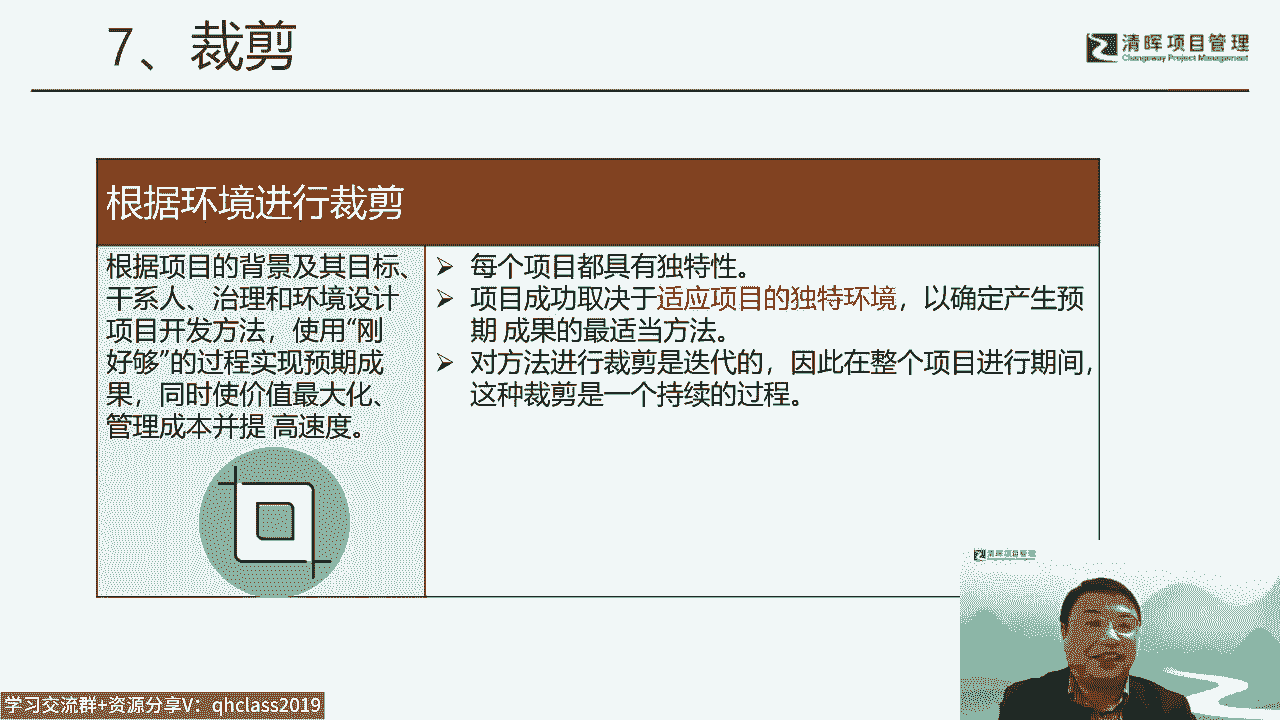 7、裁剪
清晖项目管理
Changeway Project Management
根据环境进行裁剪
根据项目的背景及其目标、
干系人、治理和环境设计
项目开发方法，使用“刚
好够”的过程实现预期成
果，同时使价值最大化、
管理成本并提 高速度。
➢ 每个项目都具有独特性。
➢ 项目成功取决于适应项目的独特环境，以确定产生预
期 成果的最适当方法。
➢ 对方法进行裁剪是迭代的，因此在整个项目进行期间，
这种裁剪是一个持续的过程。
清晖项目管理
学习交流群+资源分享V：qhclass2019